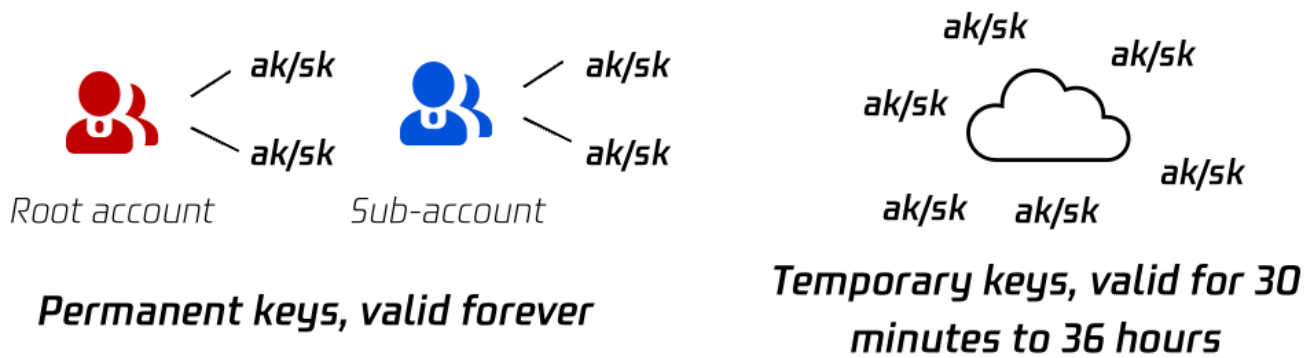 ak/sk
ak/sk
Root account
ak/sk
ak/sk
Sub-account
Permanent keys, valid forever
ak/sk
ak/sk
ak/sk
ak/sk
ak/sk
ak/sk
Temporary keys, valid for 30
minutes to 36 hours